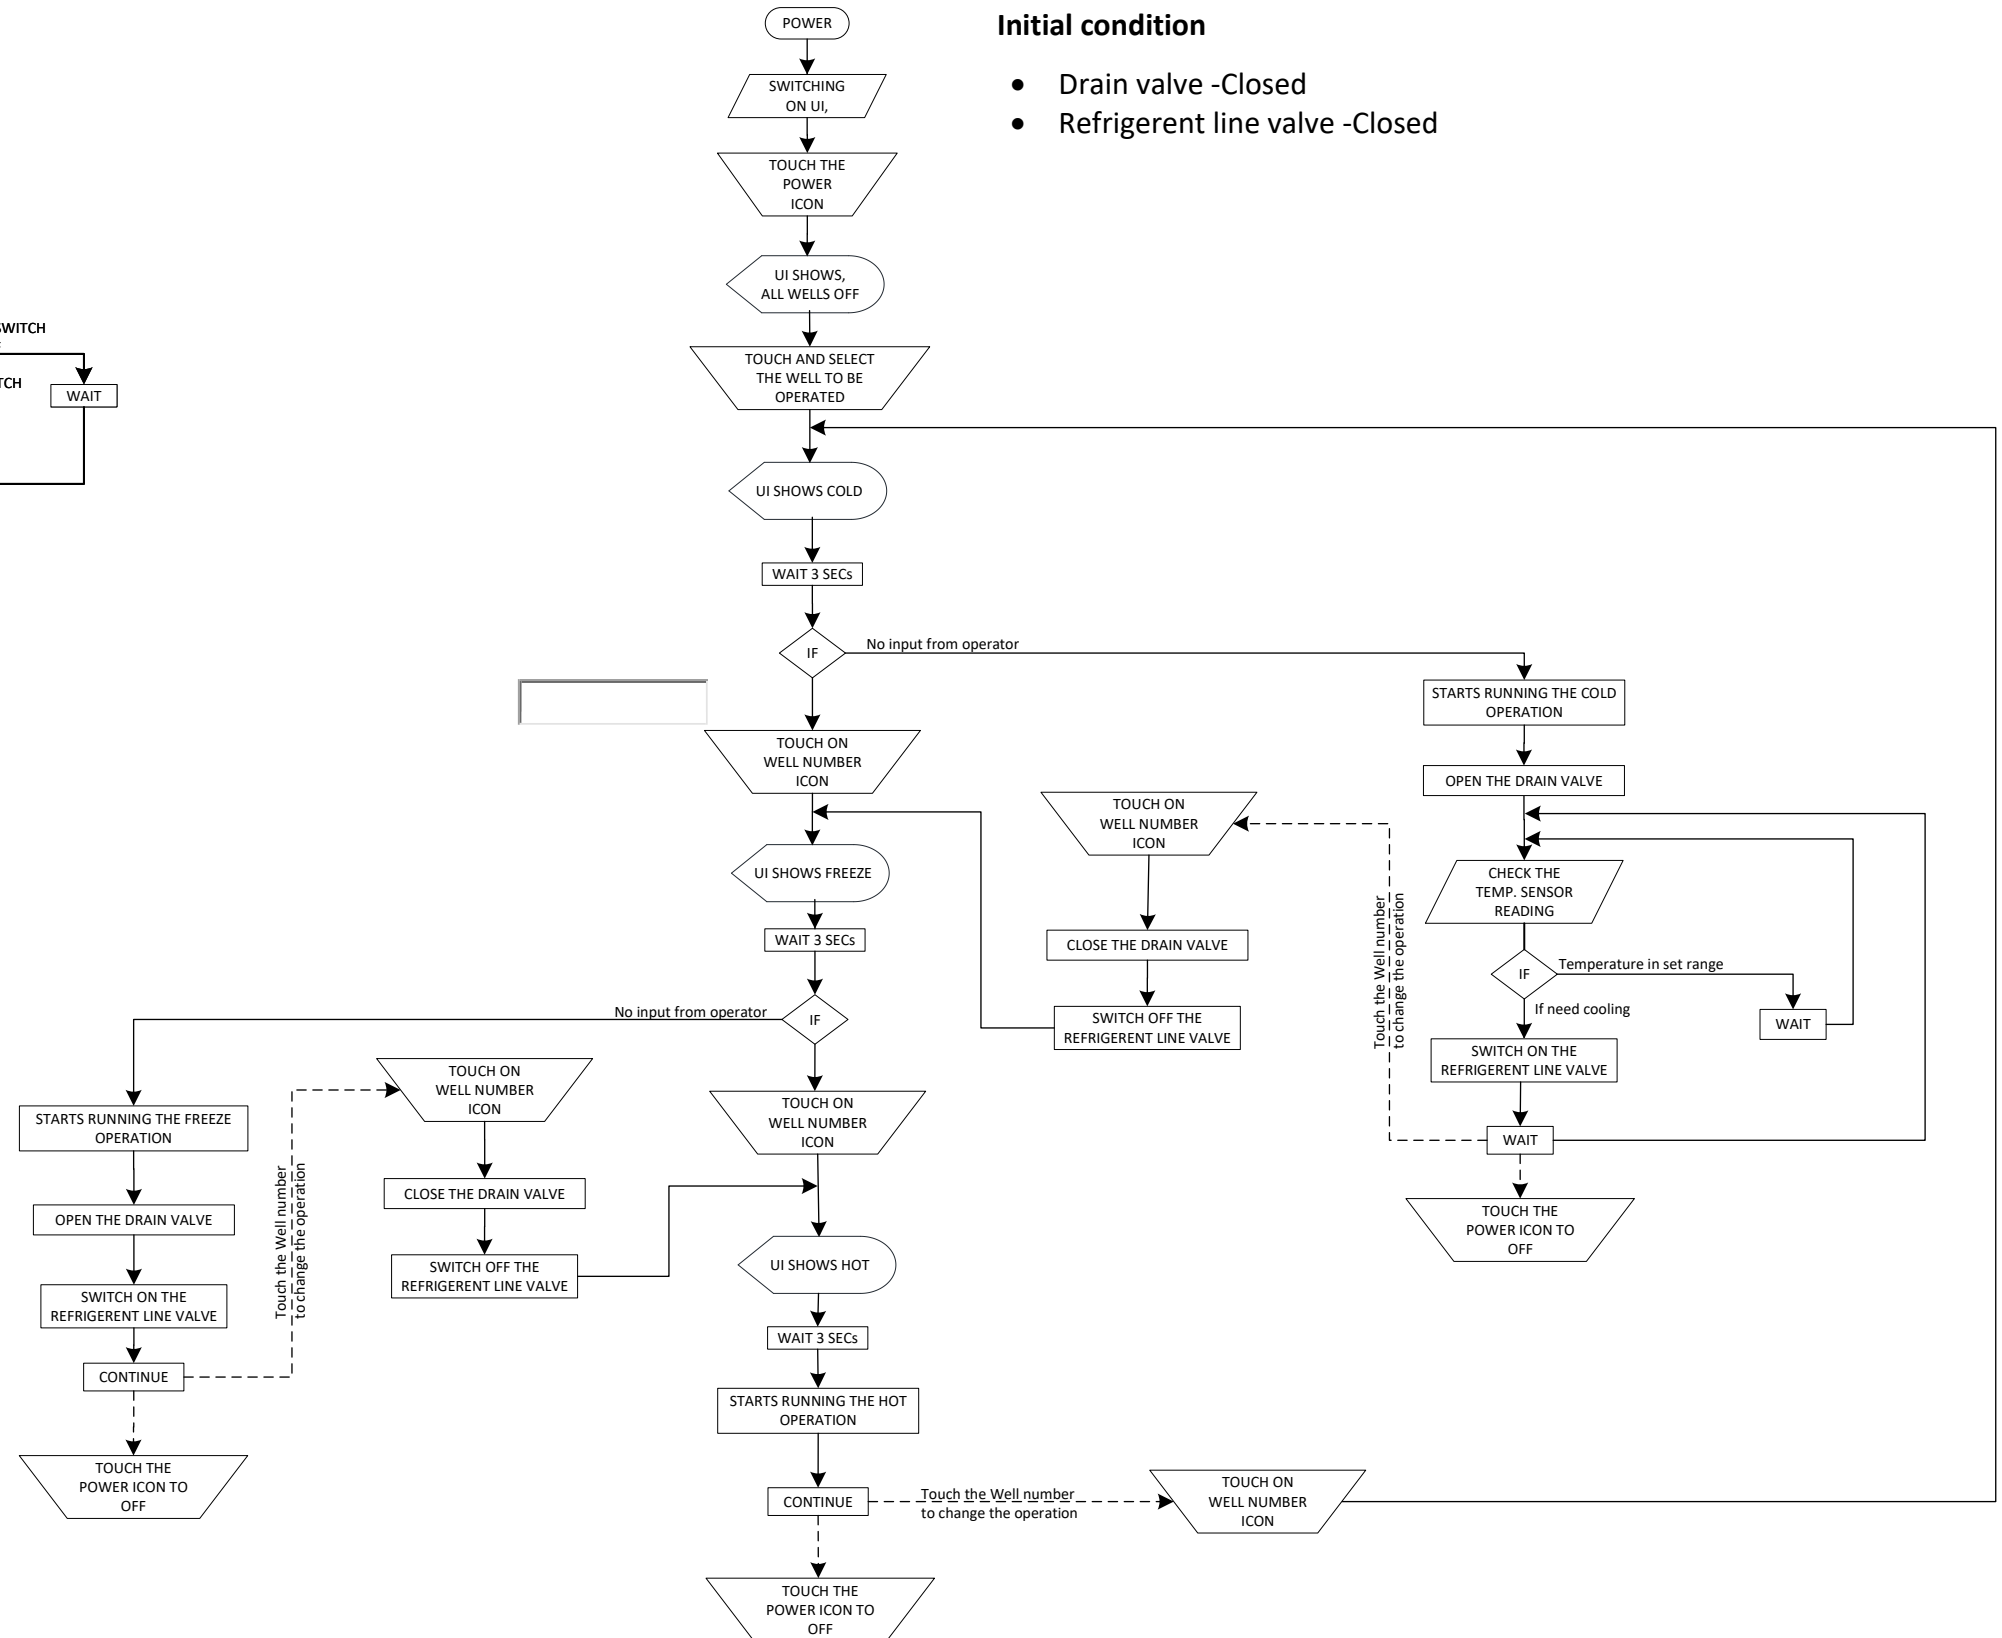 POWER
Initial condition
• Drain valve -Closed
• Refrigerent line valve -Closed
SWITCHING
ON UI,
TOUCH THE
POWER
ICON
UI SHOWS,
ALL WELLS OFF
WAIT
TOUCH AND SELECT
THE WELL TO BE
OPERATED
UI SHOWS COLD
WAIT 3 SECs
IF
No input from operator
STARTS RUNNING THE COLD
OPERATION
OPEN THE DRAIN VALVE
CHECK THE
TEMP. SENSOR
READING
IF
Temperature in set range
WAIT
If need cooling
SWITCH ON THE
REFRIGERENT LINE VALVE
WAIT
TOUCH THE
POWER ICON TO
OFF
Touch the Well number
to change the operation
TOUCH ON
WELL NUMBER
ICON
CLOSE THE DRAIN VALVE
SWITCH OFF THE
REFRIGERENT LINE VALVE
TOUCH ON
WELL NUMBER
ICON
UI SHOWS FREEZE
WAIT 3 SECs
IF
No input from operator
STARTS RUNNING THE FREEZE
OPERATION
OPEN THE DRAIN VALVE
SWITCH ON THE
REFRIGERENT LINE VALVE
CONTINUE
TOUCH THE
POWER ICON TO
OFF
Touch the Well number
to change the operation
TOUCH ON
WELL NUMBER
ICON
CLOSE THE DRAIN VALVE
SWITCH OFF THE
REFRIGERENT LINE VALVE
TOUCH ON
WELL NUMBER
ICON
UI SHOWS HOT
WAIT 3 SECs
STARTS RUNNING THE HOT
OPERATION
CONTINUE
Touch the Well number
to change the operation
TOUCH ON
WELL NUMBER
ICON
TOUCH THE
POWER ICON TO
OFF